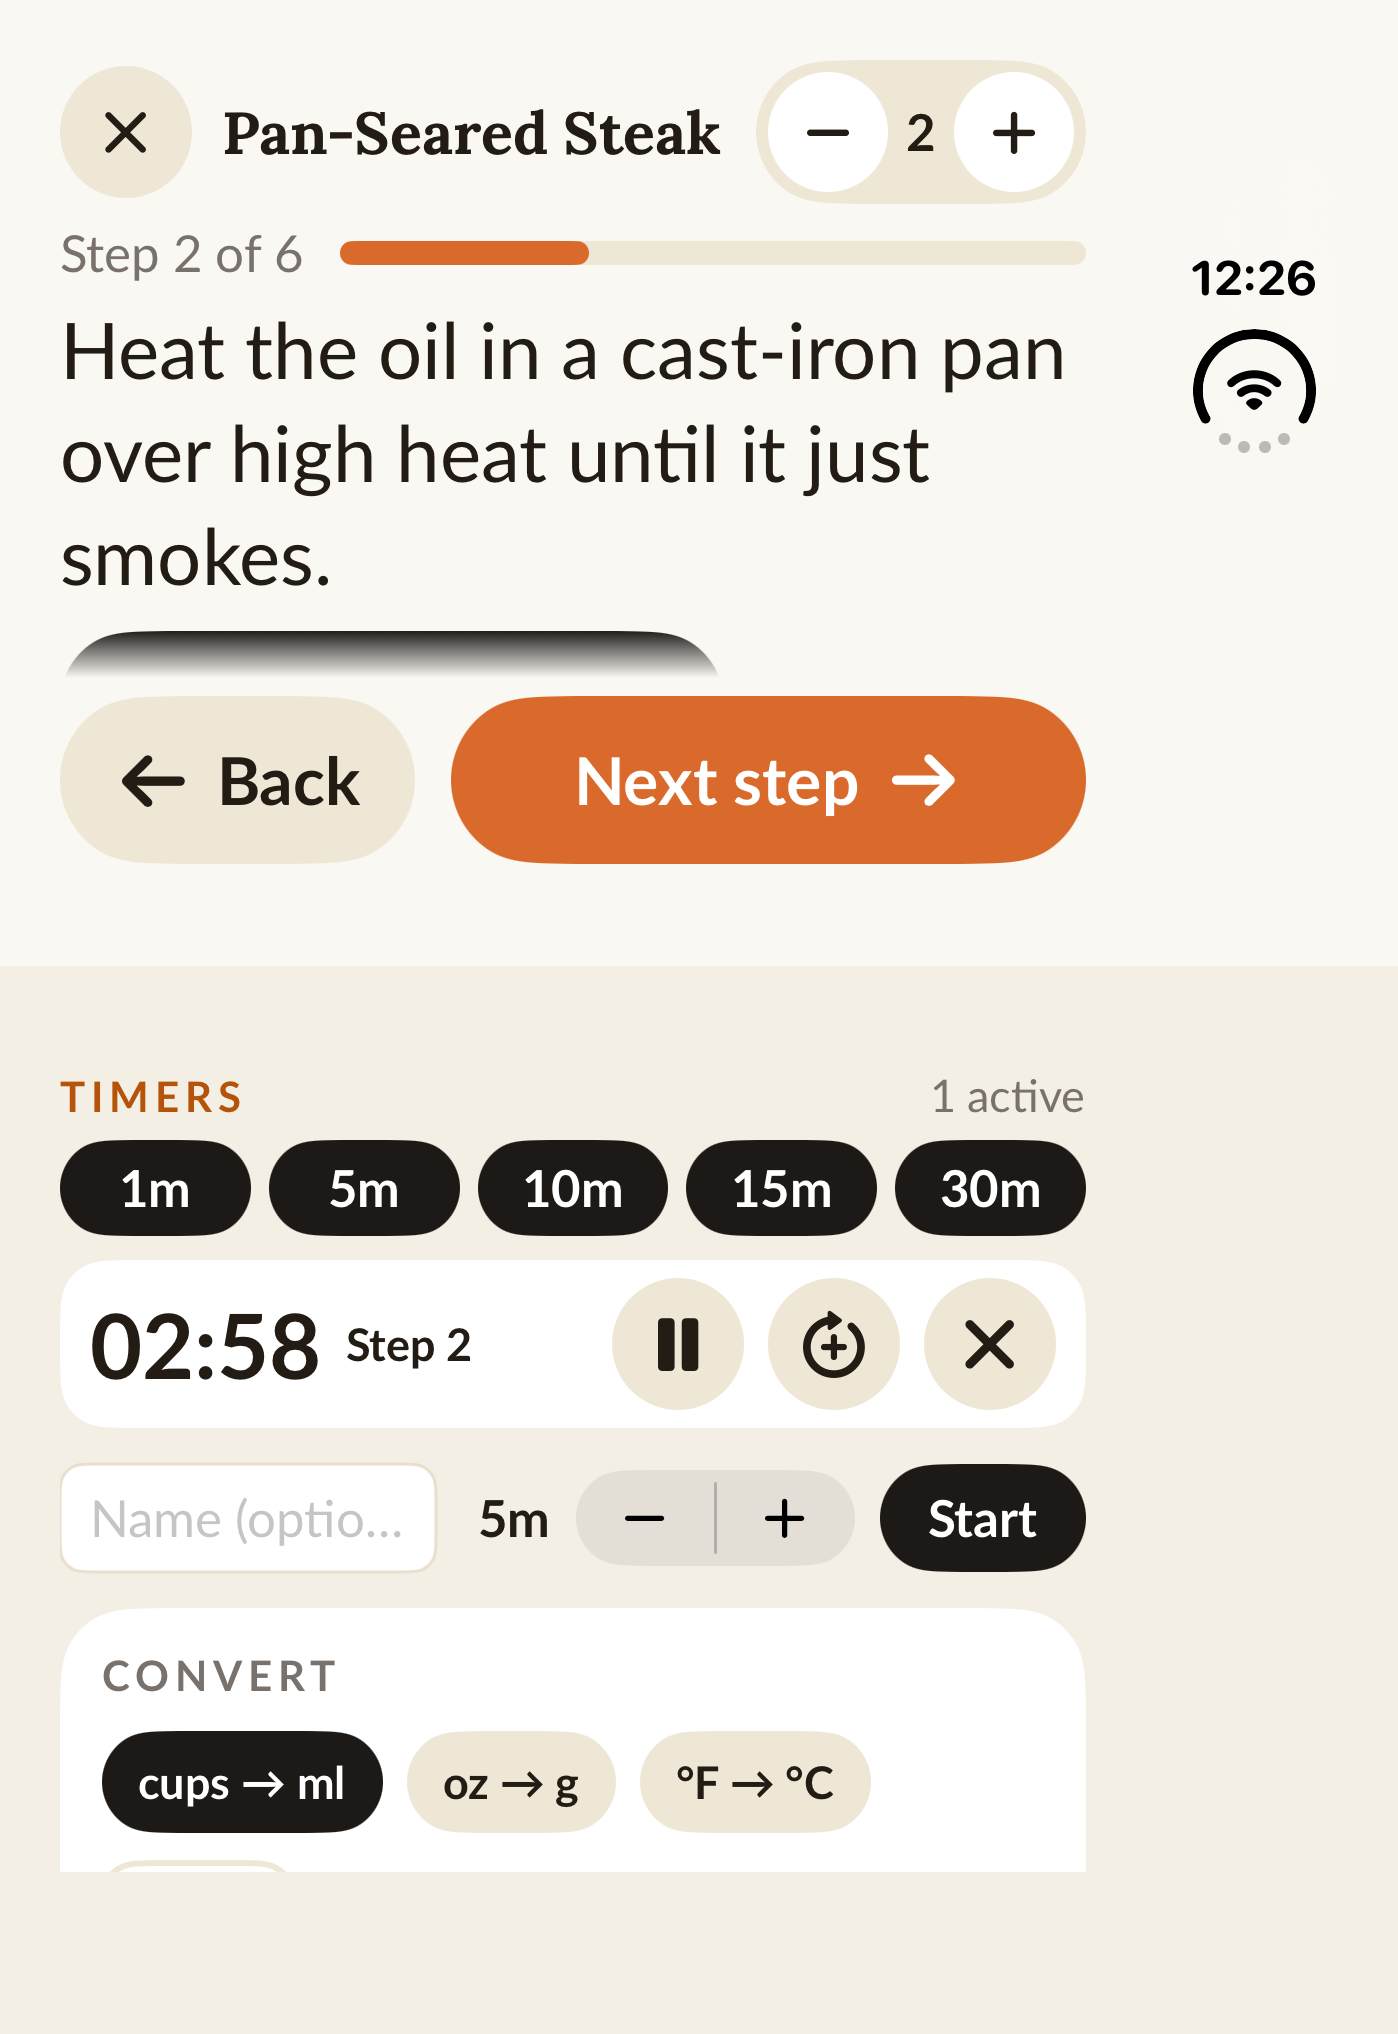 Pan-Seared Steak
2
Step 2 of 6
12:26
Heat the oil in a cast-iron pan
over high heat until it just
smokes.
Back
Next step
TIMERS
1 active
1m
5m
10m
15m
30m
02:58
Step 2
Name (optio...
5m
Start
CONVERT
cups → ml
oz → g
°F → °C